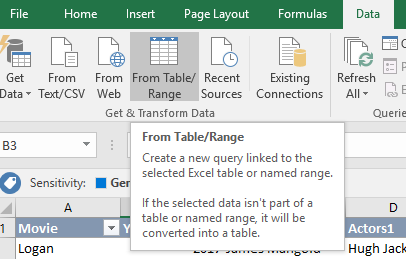 File Home Insert Page Layout Formulas Data
Get From From From Table/ Recent Existing Refresh
Data Text/CSV Web Range Sources Connections All
Get & Transform Data Querie
B3
From Table/Range
Create a new query linked to the
selected Excel table or named range.
If the selected data isn't part of a
table or named range, it will be
converted into a table.
Sensitivity: Gen
A D
1 Movie Y Actors1
Logan 2017 James Mangold Hugh Jack